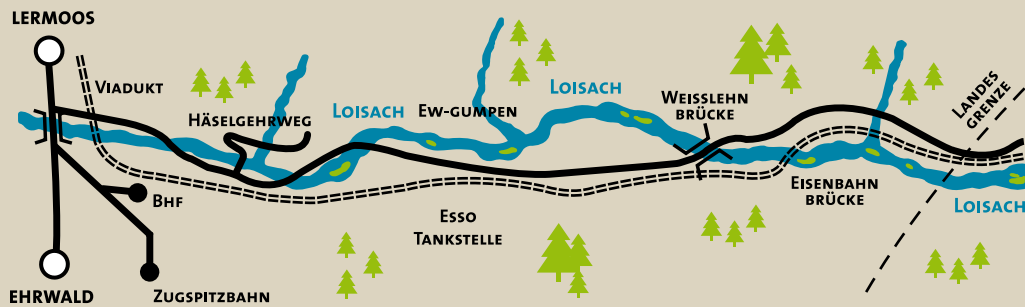 LERMOOS
VIADUKT
HÄSELGEHRWEG
LOISACH
EW-GUMPEN
LOISACH
WEISSLEHN
BRÜCKE
LANDES
GRENZE
BHF
ESSO
TANKSTELLE
EISENBAHN
BRÜCKE
LOISACH
EHRWALD
ZUGSPITZBAHN